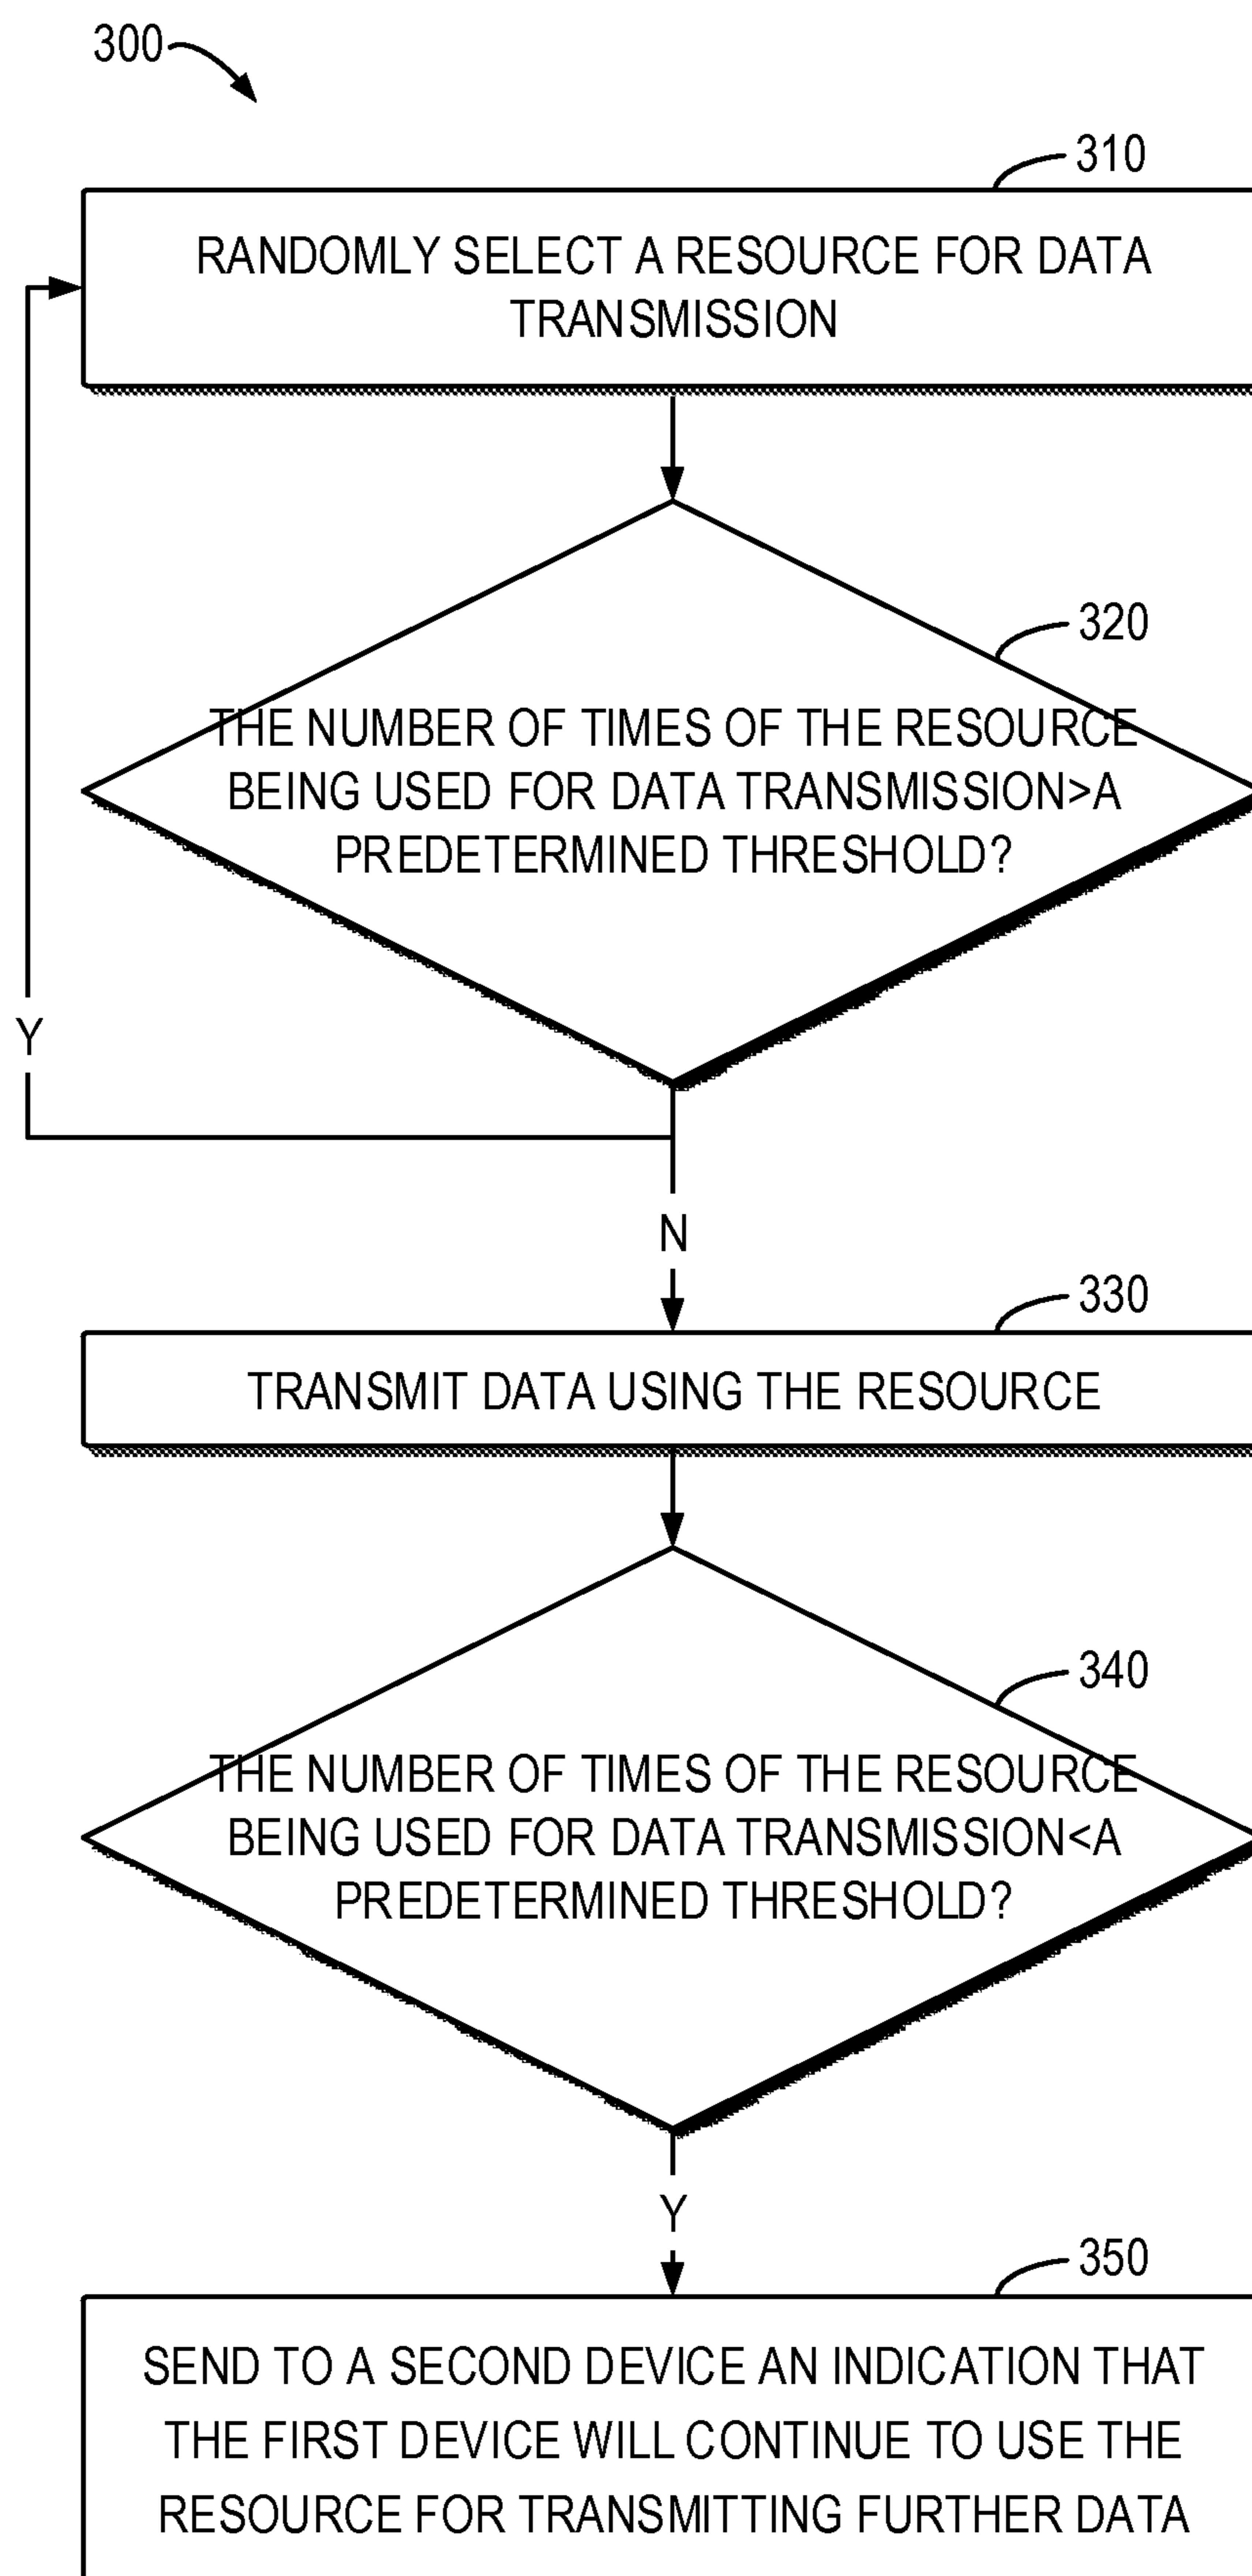 300
310
RANDOMLY SELECT A RESOURCE FOR DATA
TRANSMISSION
320
THE NUMBER OF TIMES OF THE RESOURCE
BEING USED FOR DATA TRANSMISSION>A
PREDETERMINED THRESHOLD?
Y
N
330
TRANSMIT DATA USING THE RESOURCE
340
THE NUMBER OF TIMES OF THE RESOURCE
BEING USED FOR DATA TRANSMISSION<A
PREDETERMINED THRESHOLD?
Y
350
SEND TO A SECOND DEVICE AN INDICATION THAT
THE FIRST DEVICE WILL CONTINUE TO USE THE
RESOURCE FOR TRANSMITTING FURTHER DATA